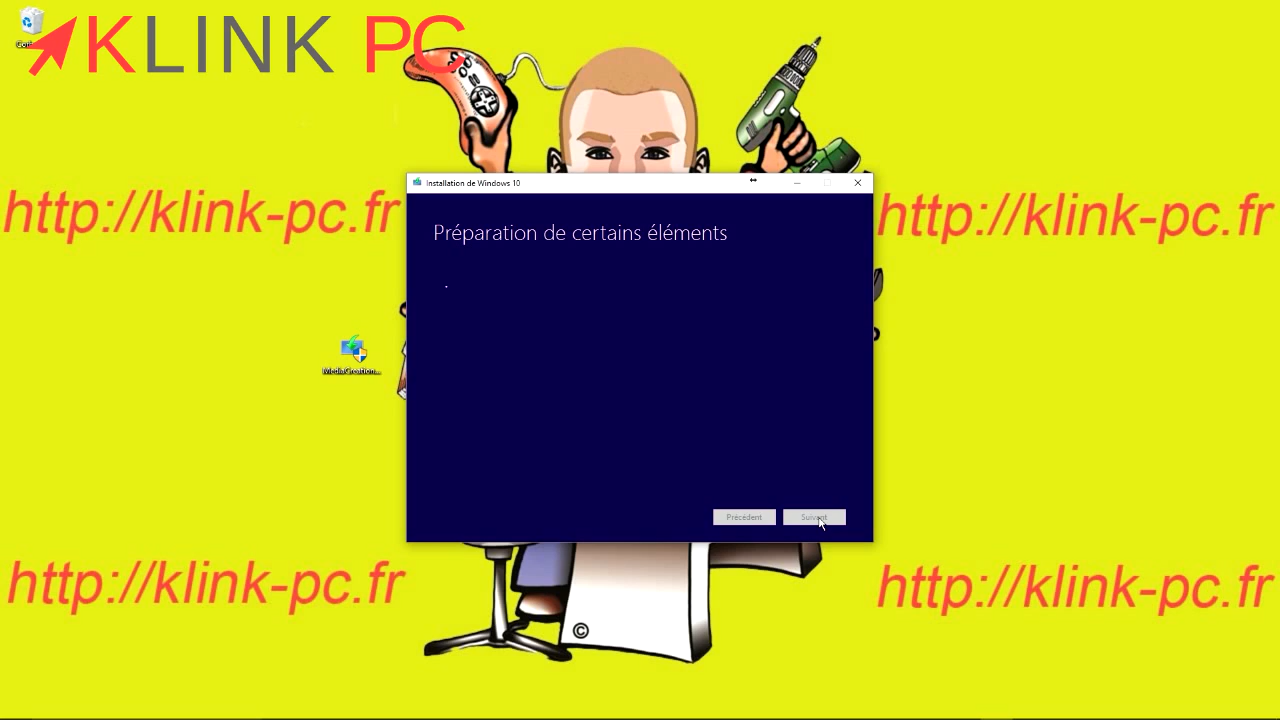 KLINK PC
http://klink-pc.fr
http://klink-pc.fr
Installation de Windows 10
Préparation de certains éléments
MediaCreation...
Précédent
Suivant
http://klink-pc.fr
http://klink-pc.fr
©